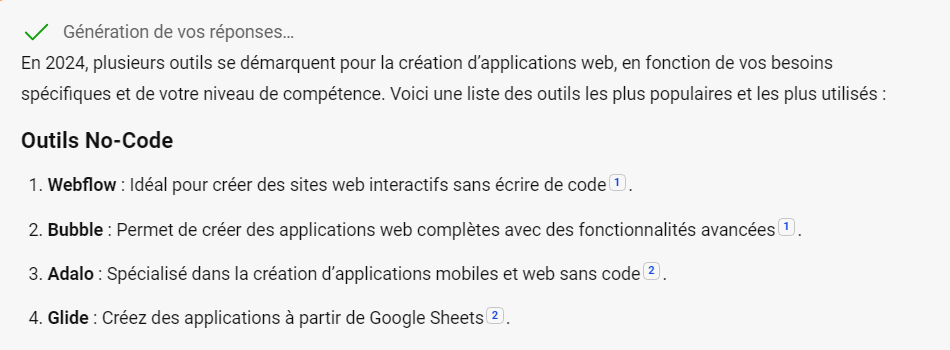 Génération de vos réponses…
En 2024, plusieurs outils se démarquent pour la création d’applications web, en fonction de vos besoins
spécifiques et de votre niveau de compétence. Voici une liste des outils les plus populaires et les plus utilisés :
Outils No-Code
1. Webflow : Idéal pour créer des sites web interactifs sans écrire de code 1 .
2. Bubble : Permet de créer des applications web complètes avec des fonctionnalités avancées 1 .
3. Adalo : Spécialisé dans la création d’applications mobiles et web sans code 2 .
4. Glide : Créez des applications à partir de Google Sheets 2 .